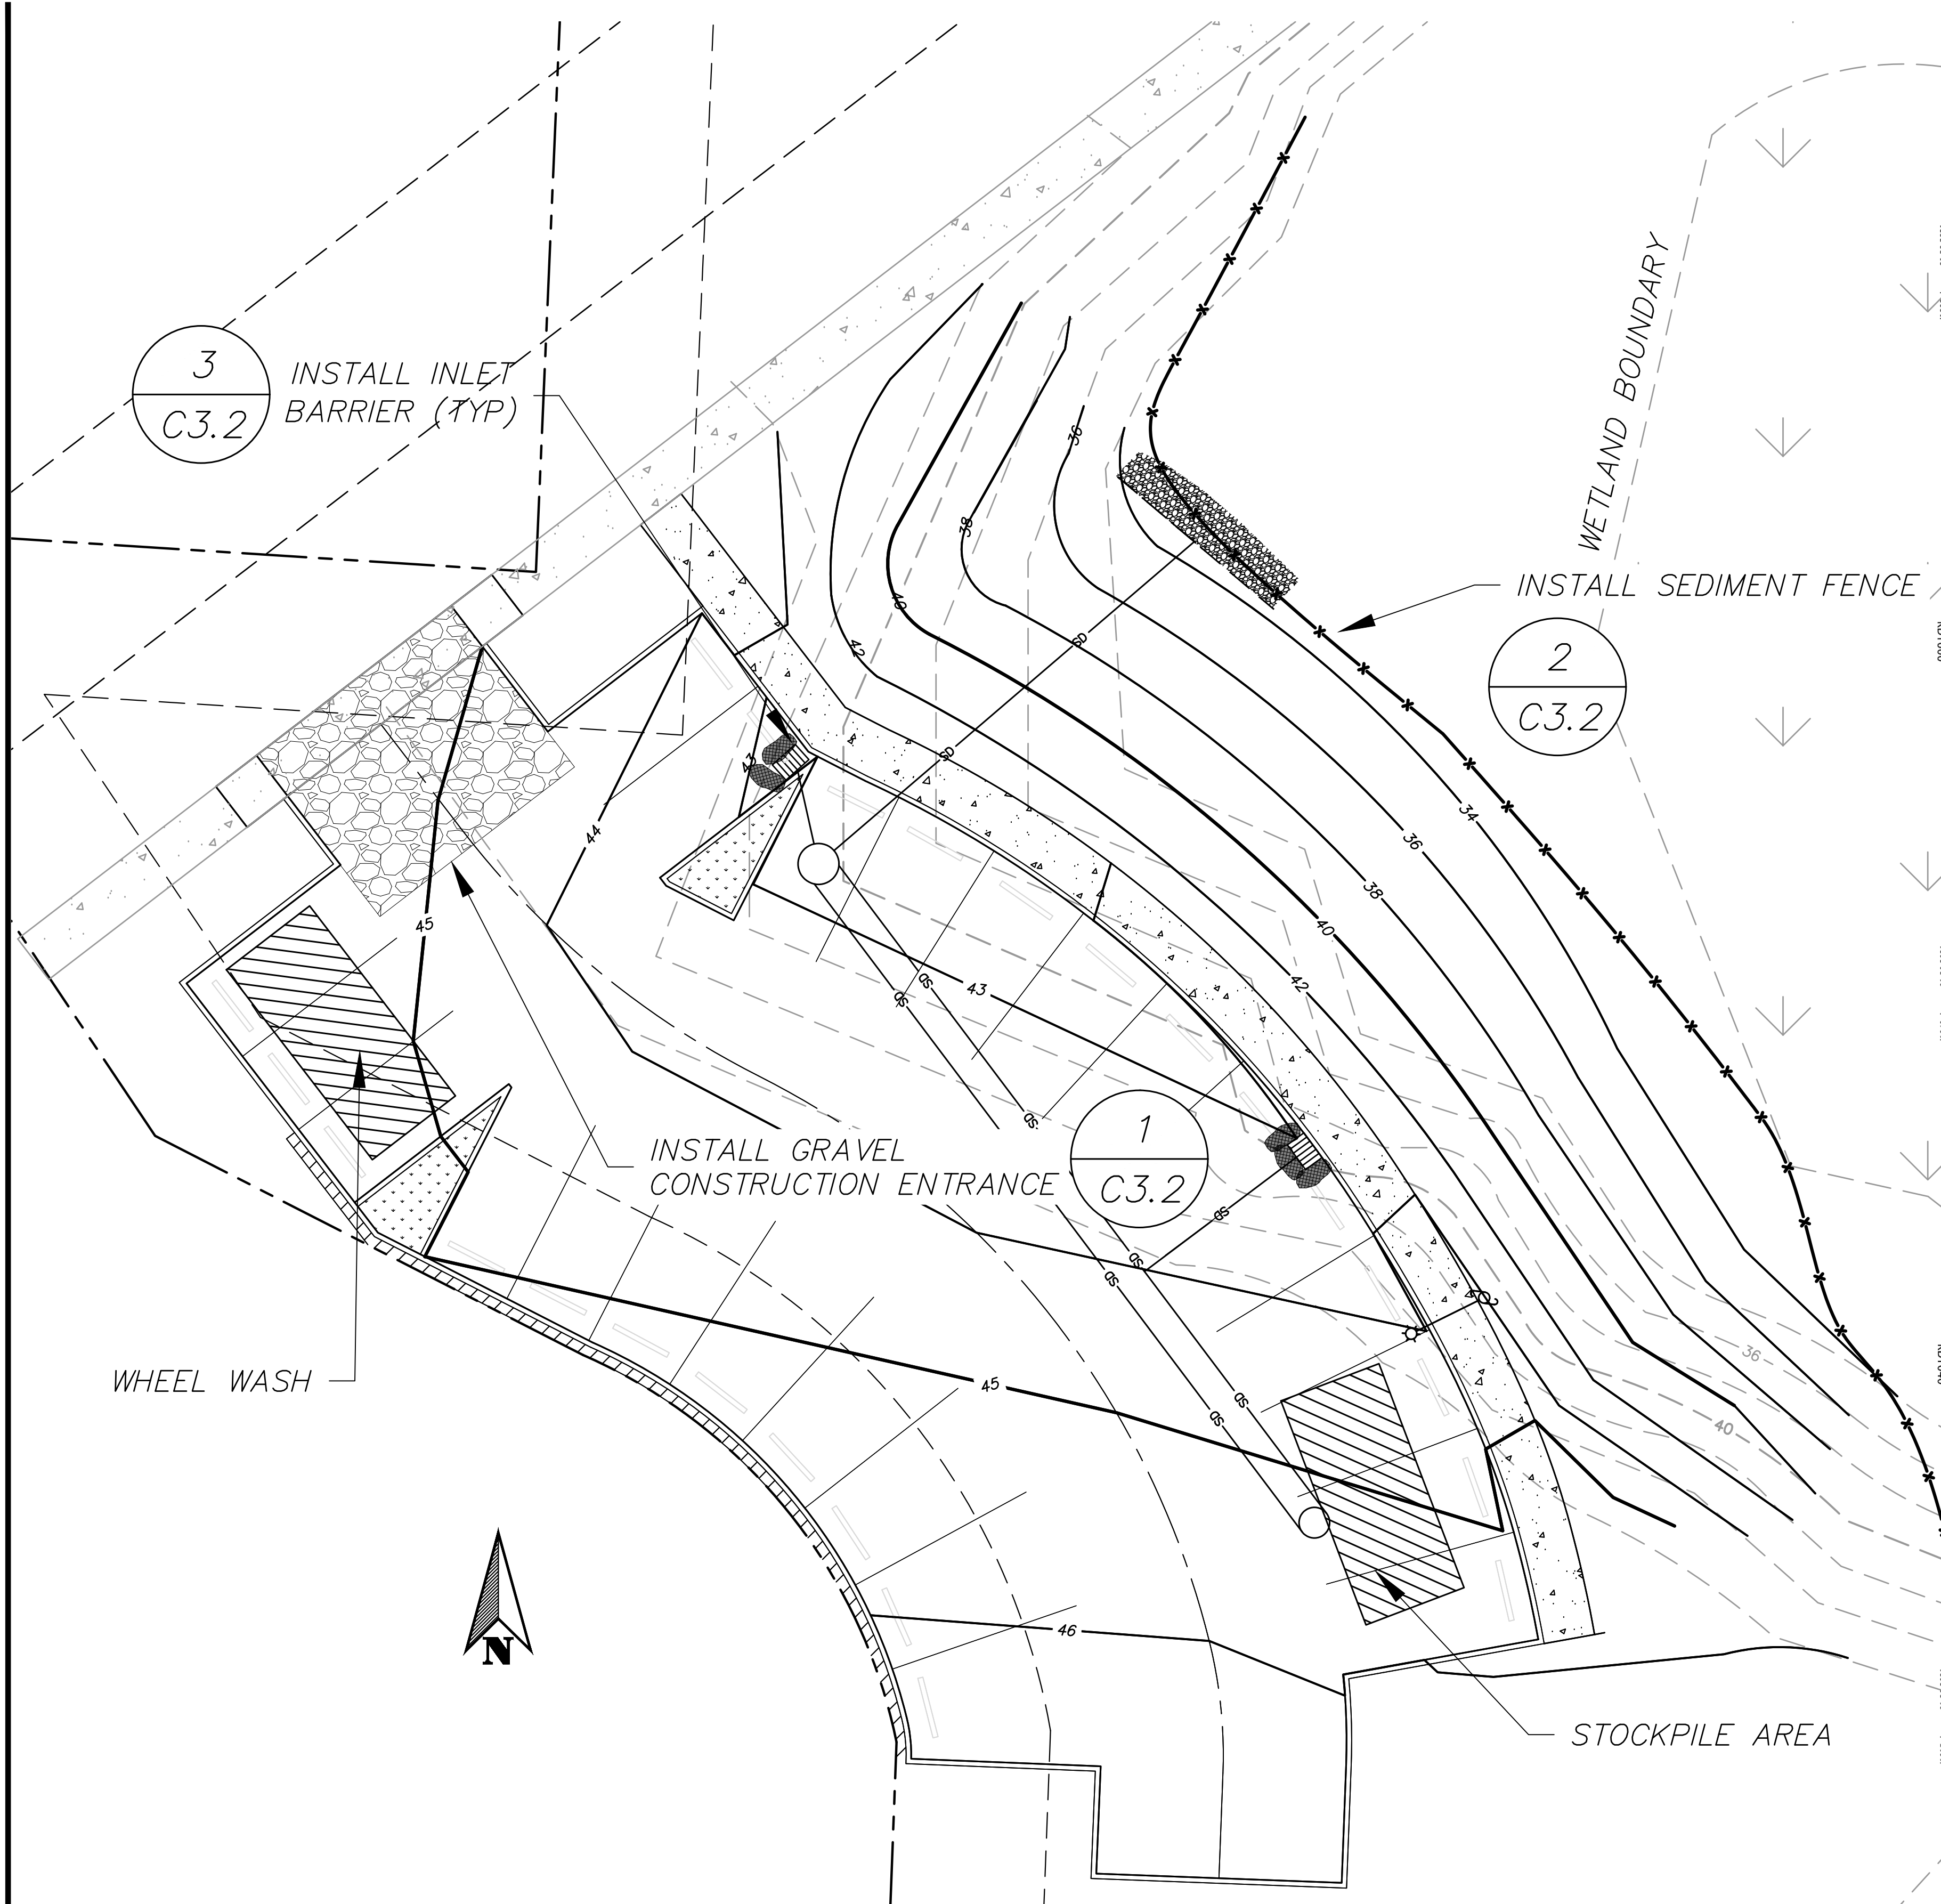 WETLAND BOUNDARY
3
C3.2
INSTALL INLET
BARRIER (TYP)
36
38
40
42
SD
SD
INSTALL SEDIMENT FENCE
2
C3.2
43
44
45
34
36
38
40
42
43
SD
SD
SD
1
C3.2
INSTALL GRAVEL
CONSTRUCTION ENTRANCE
SD
SD
SD
36
40
WHEEL WASH
45
SD
SD
46
N
STOCKPILE AREA